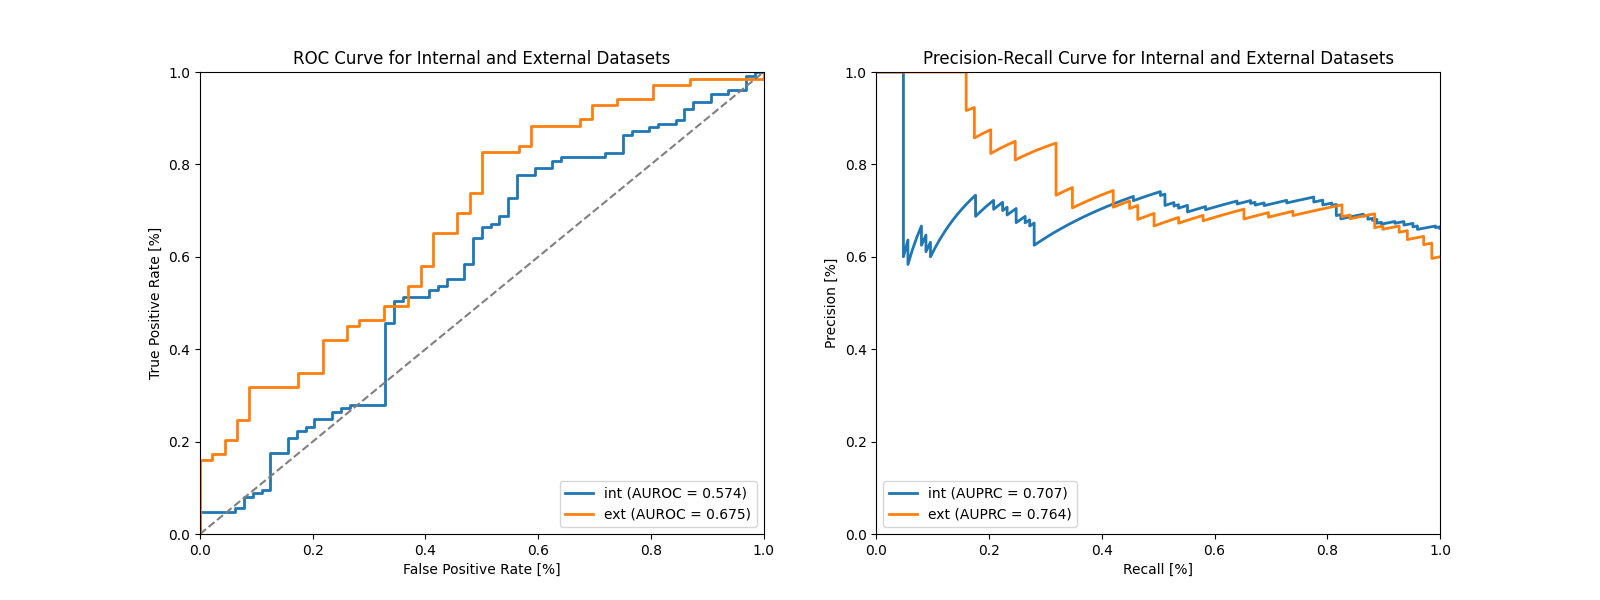 ROC Curve for Internal and External Datasets
1.0
0.8
0.6
0.4
0.2
0.0
True Positive Rate [%]
int (AUROC = 0.574)
ext (AUROC = 0.675)
0.0 0.2 0.4 0.6 0.8 1.0
False Positive Rate [%]
Precision-Recall Curve for Internal and External Datasets
1.0
0.8
0.6
0.4
0.2
0.0
Precision [%]
int (AUPRC = 0.707)
ext (AUPRC = 0.764)
0.0 0.2 0.4 0.6 0.8 1.0
Recall [%]